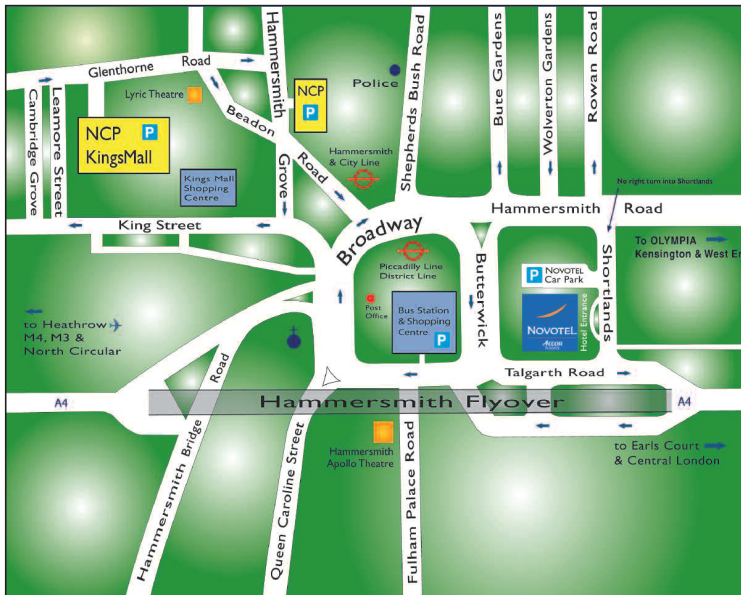 Glenthorne Road
Hammersmith
Grove
Shepherds Bush Road
Bute Gardens
Wolverton Gardens
Rowan Road
Cambridge Grove
Leamore Street
Lyric Theatre
NCP
P
Police
Beadon
Road
NCP P
KingsMall
Hammersmith
& City Line
Kings Mall
Shopping
Centre
No right turn into Shortlands
King Street
Broadway
Hammersmith Road
To OLYMPIA
Kensington & West En
Piccadilly Line
District Line
Butterwick
P NOVOTEL
Car Park
Shortlands
Post
Office
Bus Station
& Shopping
Centre P
NOVOTEL
ACCOR
Hotel Entrance
to Heathrow
M4, M3 &
North Circular
Talgarth Road
A4
Hammersmith Flyover
A4
Hammersmith Bridge
Road
Queen Caroline Street
Hammersmith
Apollo Theatre
Fulham Palace Road
to Earls Court
& Central London